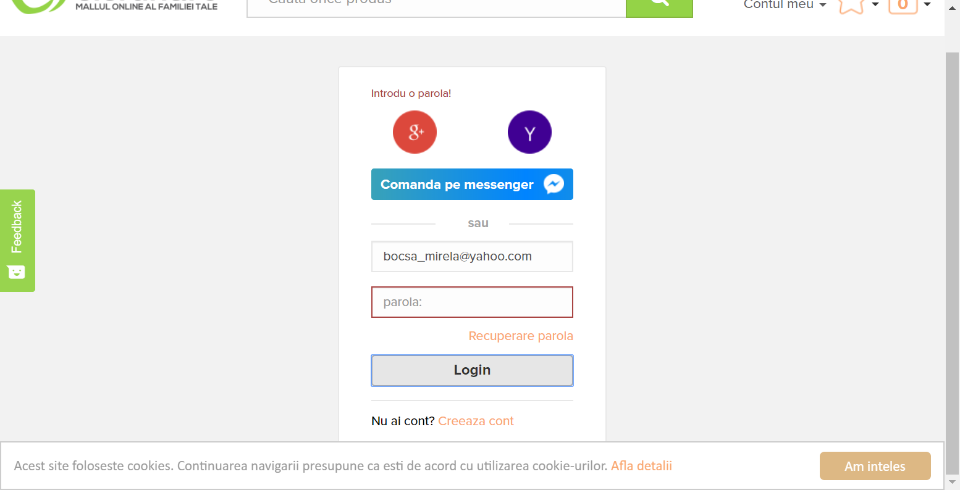 MALLUL ONLINE AL FAMILIEI TALE
Cauta orice produs
Contul meu
0
Introdu o parola!
g+
Y
Comanda pe messenger
sau
bocsa_mirela@yahoo.com
parola:
Recuperare parola
Login
Nu ai cont? Creeaza cont
Feedback
Acest site foloseste cookies. Continuarea navigarii presupune ca esti de acord cu utilizarea cookie-urilor. Afla detalii
Am inteles